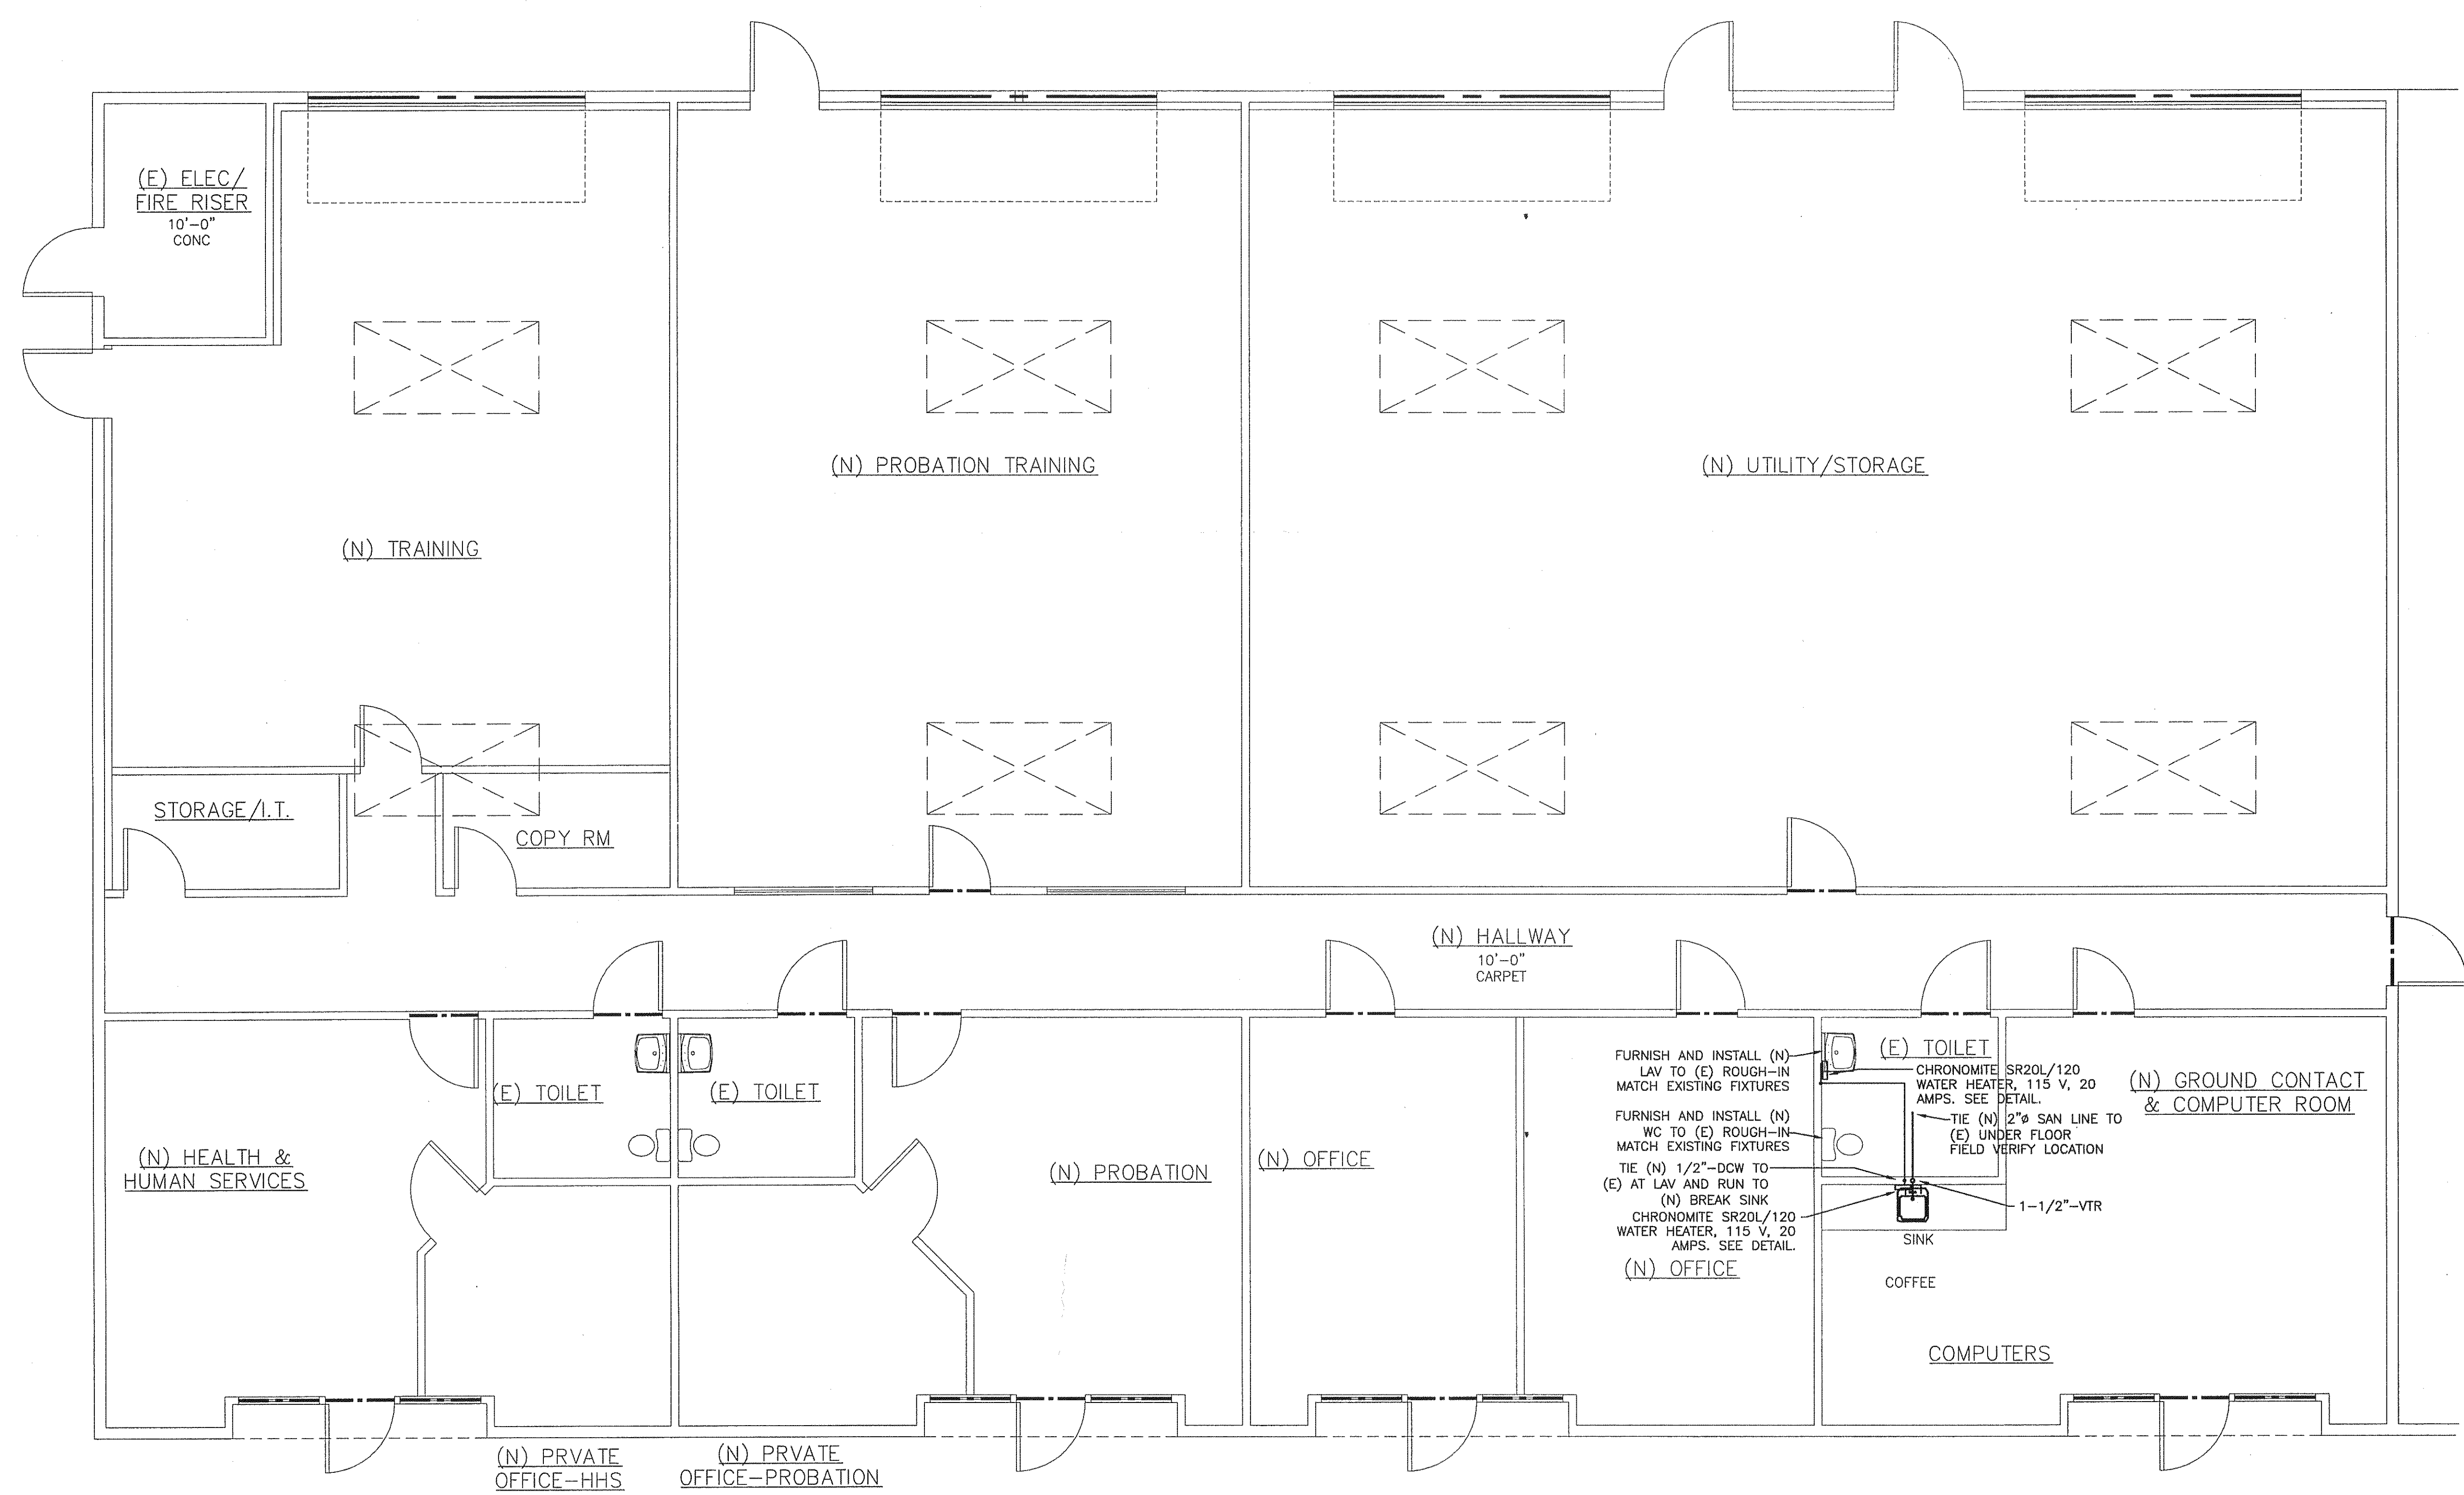 (E) ELEC/
FIRE RISER
10'-0"
CONC
(N) PROBATION TRAINING
(N) UTILITY/STORAGE
(N) TRAINING
STORAGE/I.T.
COPY RM
(N) HALLWAY
10'-0"
CARPET
(E) TOILET
(E) TOILET
(N) HEALTH &
HUMAN SERVICES
(N) PROBATION
(N) OFFICE
FURNISH AND INSTALL (N)
LAV TO (E) ROUGH-IN
MATCH EXISTING FIXTURES
FURNISH AND INSTALL (N)
WC TO (E) ROUGH-IN
MATCH EXISTING FIXTURES
TIE (N) 1/2"-DCW TO
(E) AT LAV AND RUN TO
(N) BREAK SINK
CHRONOMITE SR20L/120
WATER HEATER, 115 V, 20
AMPS. SEE DETAIL.
(N) OFFICE
(E) TOILET
CHRONOMITE SR20L/120
WATER HEATER, 115 V, 20
AMPS. SEE DETAIL.
TIE (N) 2"ø SAN LINE TO
(E) UNDER FLOOR
FIELD VERIFY LOCATION
(N) GROUND CONTACT
& COMPUTER ROOM
1-1/2"-VTR
SINK
COFFEE
COMPUTERS
(N) PRVATE
OFFICE-HHS
(N) PRVATE
OFFICE-PROBATION